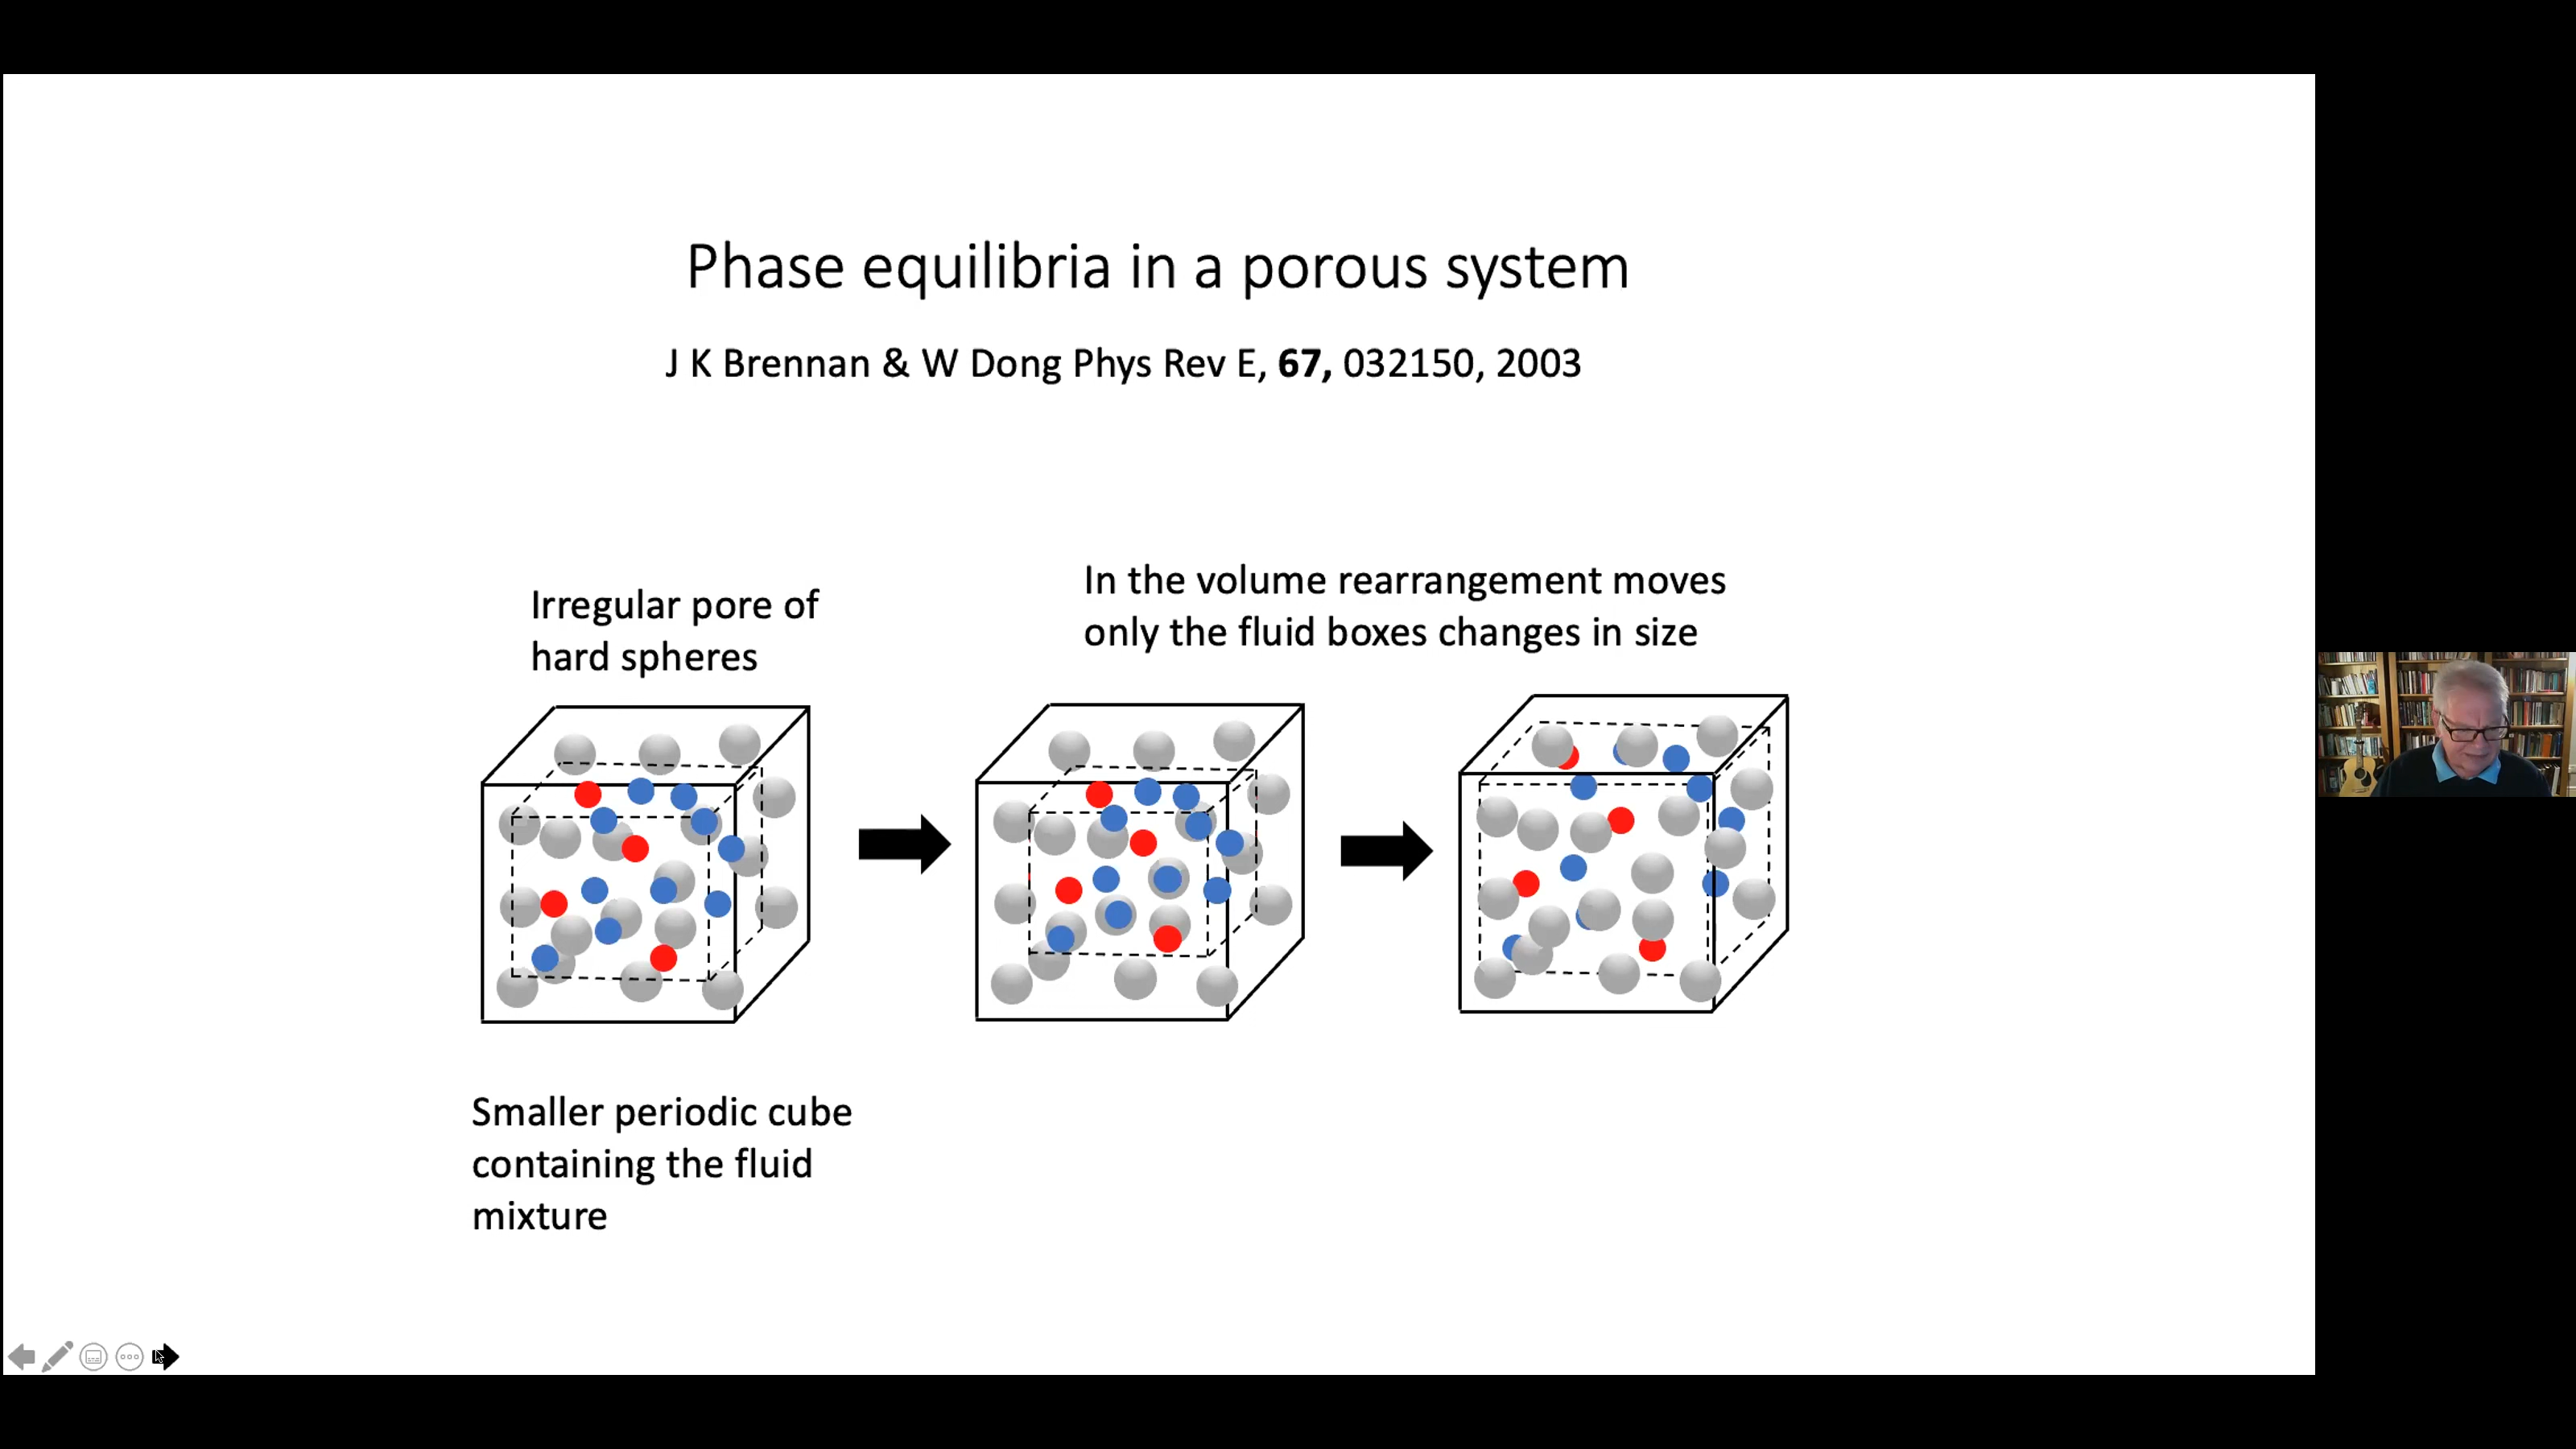 Phase equilibria in a porous system
J K Brennan & W Dong Phys Rev E, 67, 032150, 2003
Irregular pore of
hard spheres
In the volume rearrangement moves
only the fluid boxes changes in size
Smaller periodic cube
containing the fluid
mixture